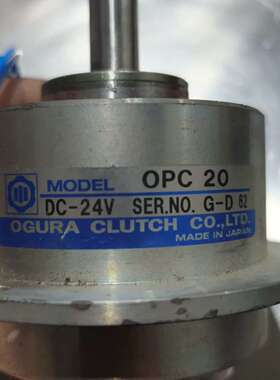 MODEL OPC 20
DC-24V SER.NO. G-D 62
OGURA CLUTCH CO.,LTD.
MADE IN JAPAN